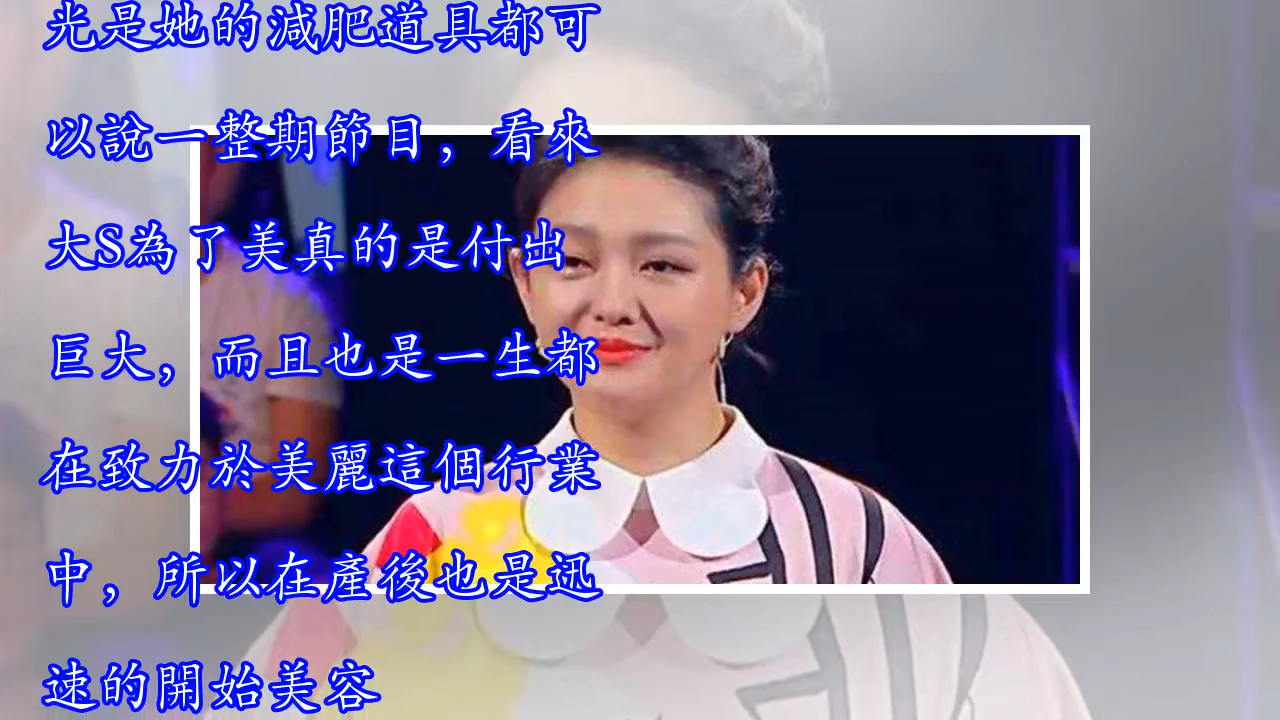 光是她的減肥道具都可
以說一整期節目，看來
大S為了美真的是付出
巨大，而且也是一生都
在致力於美麗這個行業
中，所以在產後也是迅
速的開始美容